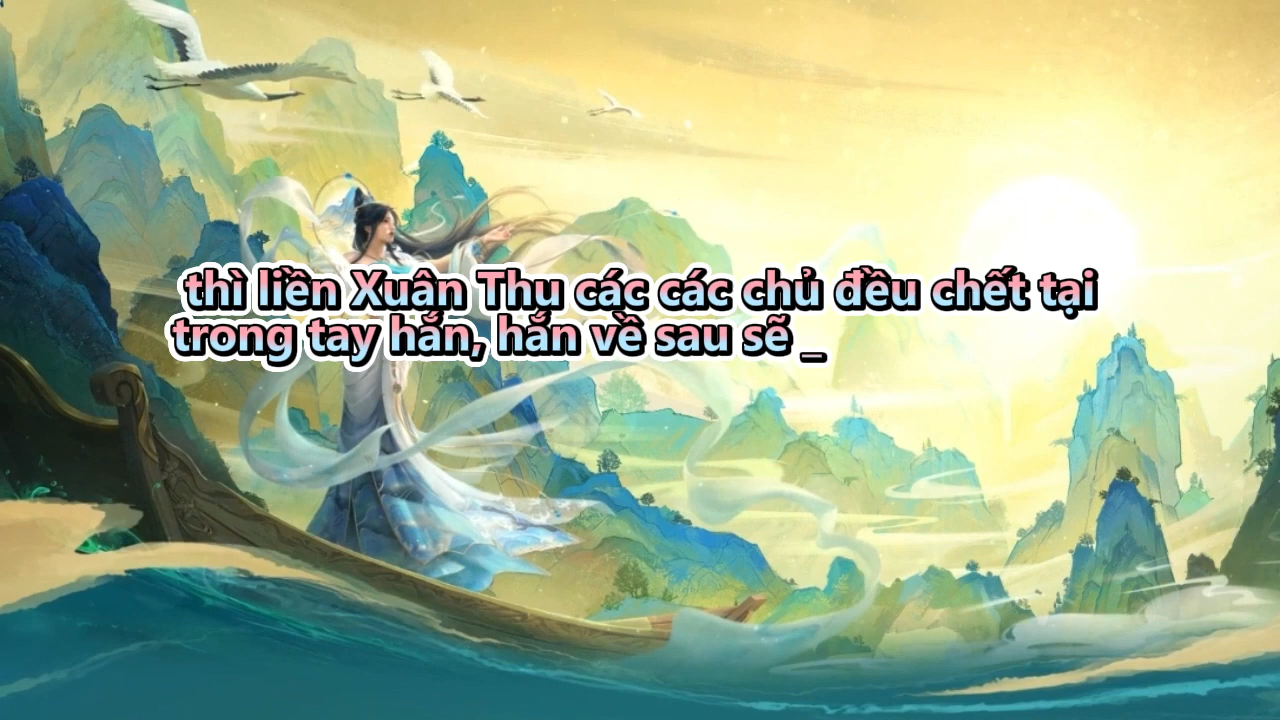 thì liền Xuân Thu các các chủ đều chết tại
trong tay hắn, hắn về sau sẽ _